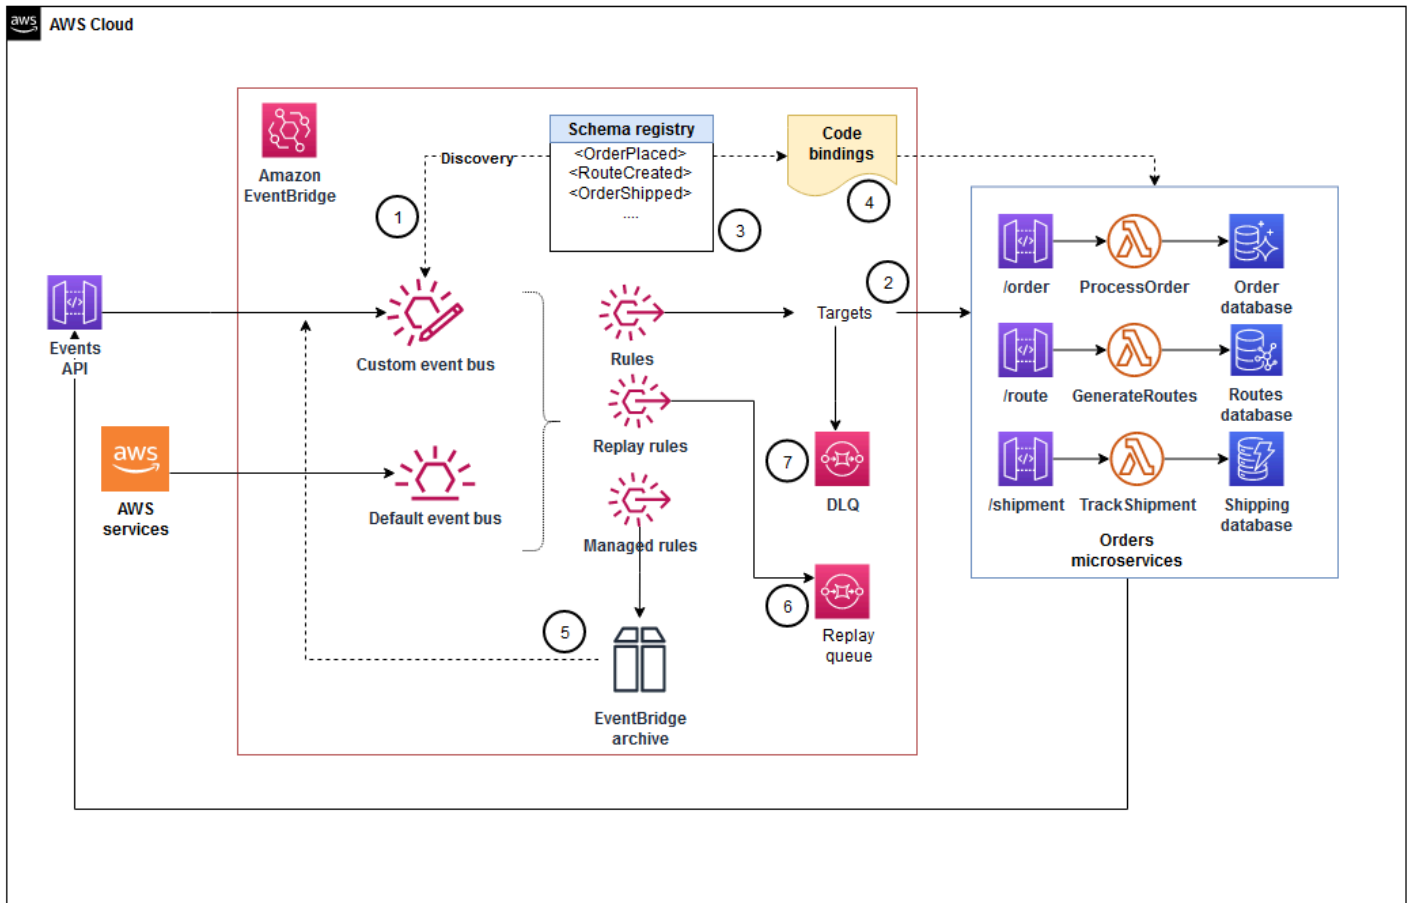 aws
AWS Cloud
Amazon
EventBridge
Discovery
1
Schema registry
<OrderPlaced>
<RouteCreated>
<OrderShipped>
....
3
Code
bindings
4
Events
API
Custom event bus
aws
AWS
services
Default event bus
Rules
Replay rules
Managed rules
Targets
2
7
DLQ
6
Replay
queue
5
EventBridge
archive
/order
ProcessOrder
Order
database
/route
GenerateRoutes
Routes
database
/shipment
TrackShipment
Shipping
database
Orders
microservices